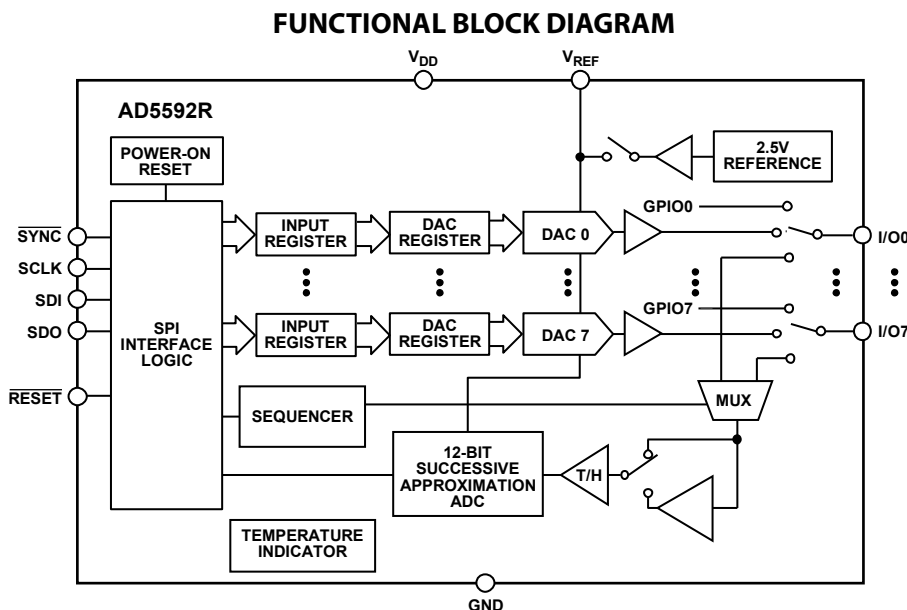 FUNCTIONAL BLOCK DIAGRAM
VDD
VREF
AD5592R
POWER-ON
RESET
2.5V
REFERENCE
GPIO0
SYNC
SCLK
SDI
SDO
RESET
SPI
INTERFACE
LOGIC
INPUT
REGISTER
DAC
REGISTER
DAC 0
I/O0
GPIO7
INPUT
REGISTER
DAC
REGISTER
DAC 7
I/O7
SEQUENCER
MUX
12-BIT
SUCCESSIVE
APPROXIMATION
ADC
T/H
TEMPERATURE
INDICATOR
GND